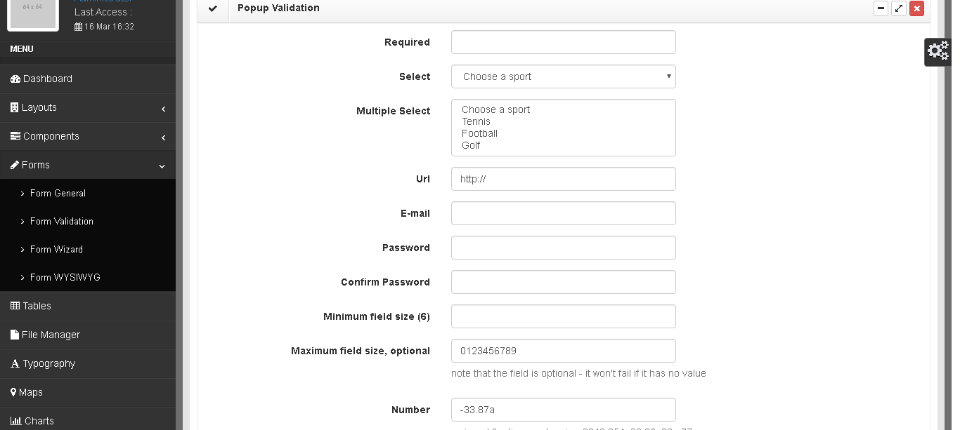 64 x 64
Last Access :
16 Mar 16:32
MENU
Dashboard
Layouts
Components
Forms
Form General
Form Validation
Form Wizard
Form WYSIWYG
Tables
File Manager
Typography
Maps
Charts
Popup Validation
Required
Select
Choose a sport
Multiple Select
Choose a sport
Tennis
Football
Golf
Url
http://
E-mail
Password
Confirm Password
Minimum field size (6)
Maximum field size, optional
0123456789
note that the field is optional - it won't fail if it has no value
Number
-33.87a